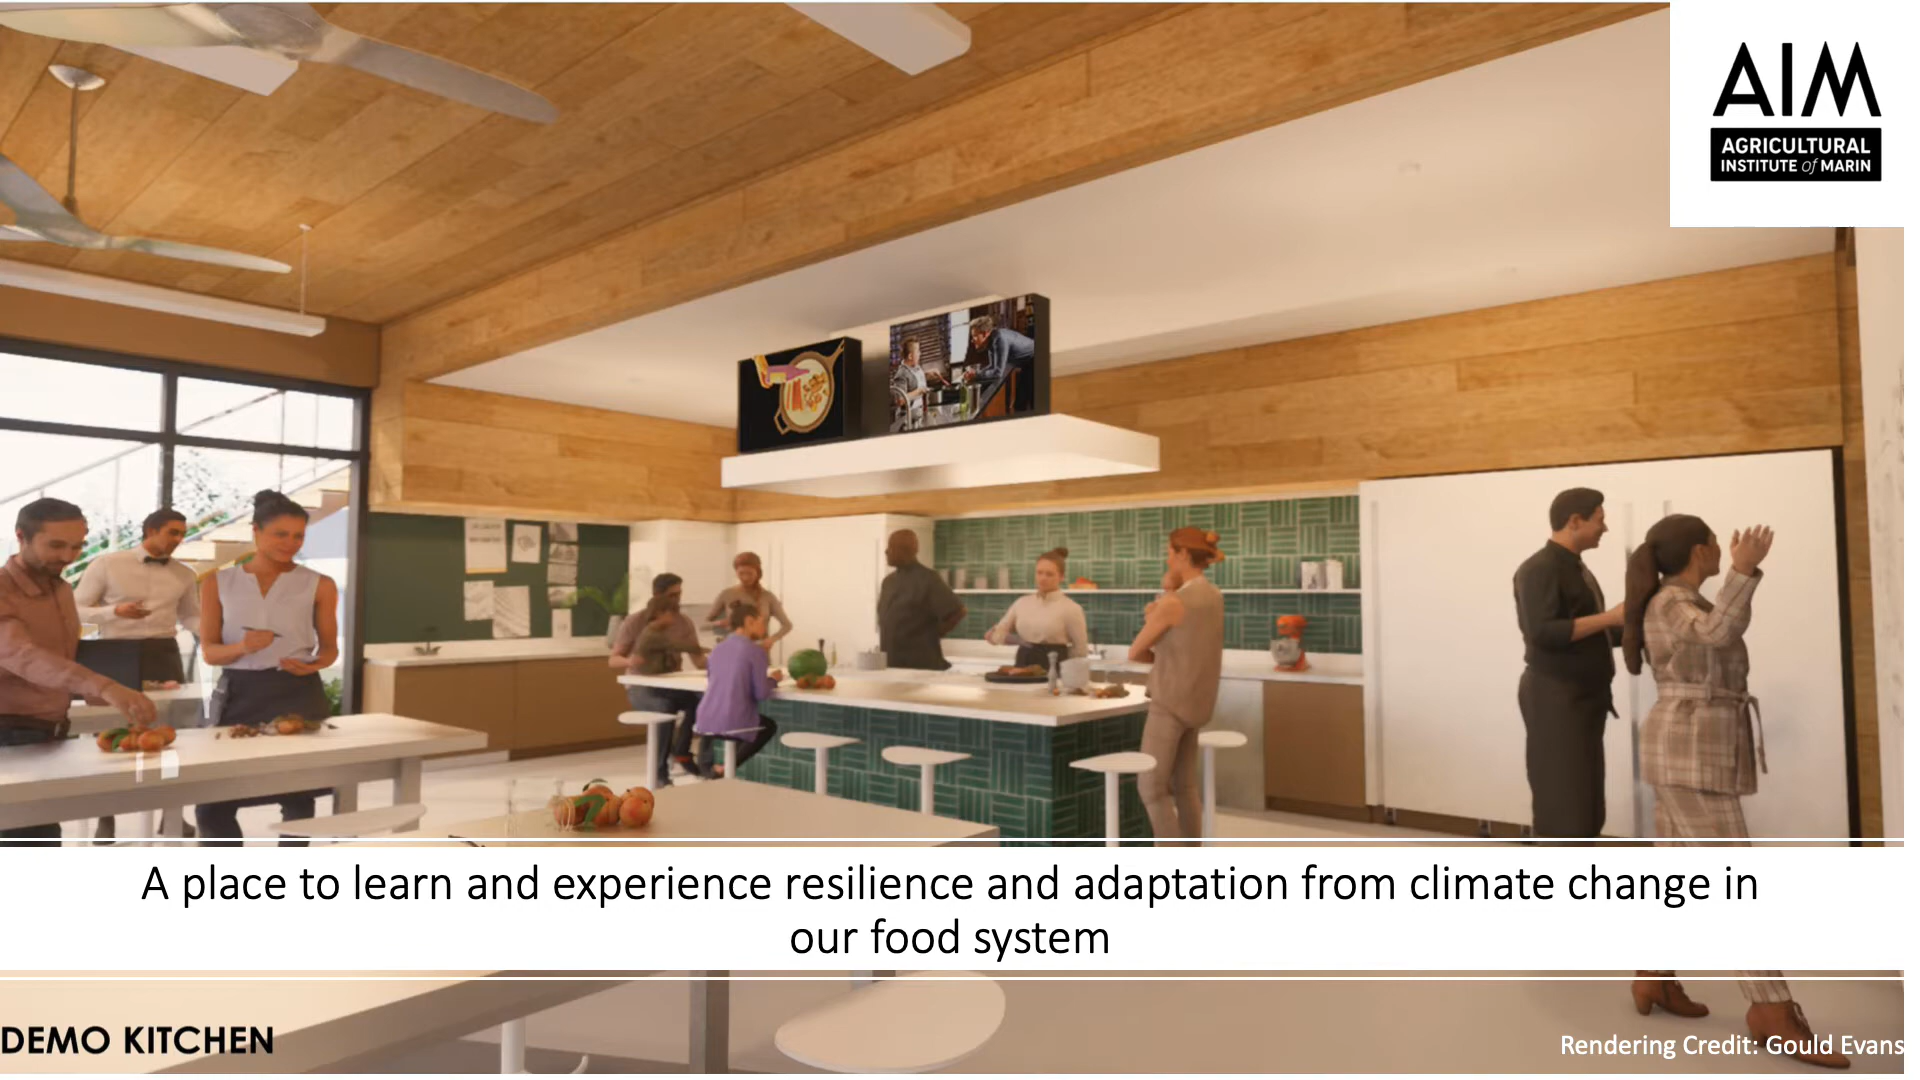 AIM
AGRICULTURAL
INSTITUTE of MARIN
A place to learn and experience resilience and adaptation from climate change in
our food system
DEMO KITCHEN
Rendering Credit: Gould Evans